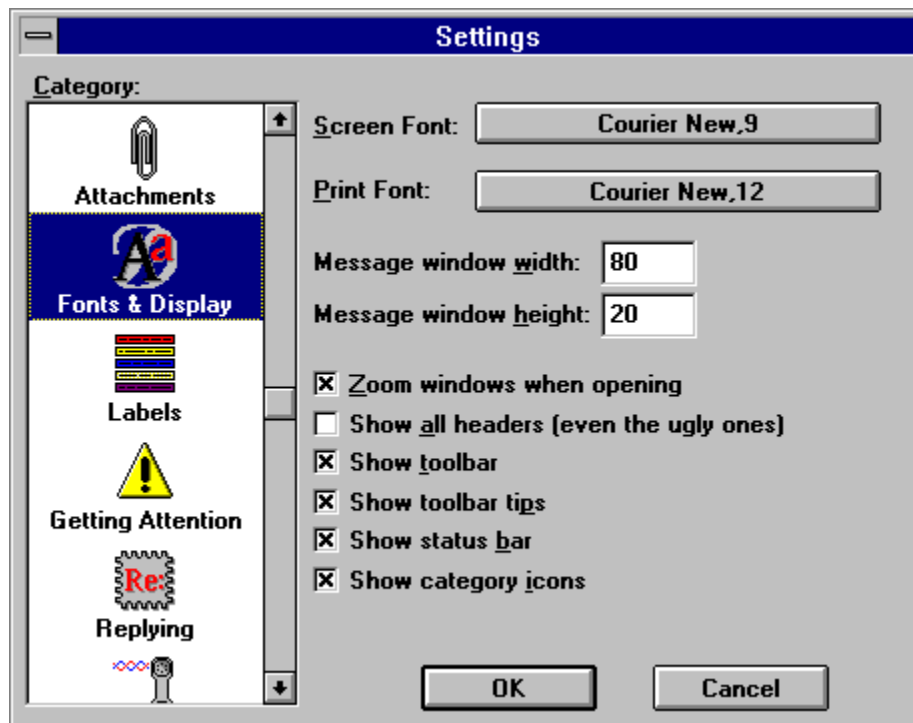 Settings
Category:
Attachments
Fonts & Display
Labels
Getting Attention
Re:
Replying
Screen Font: Courier New,9
Print Font: Courier New,12
Message window width: 80
Message window height: 20
Zoom windows when opening
Show all headers (even the ugly ones)
Show toolbar
Show toolbar tips
Show status bar
Show category icons
OK Cancel